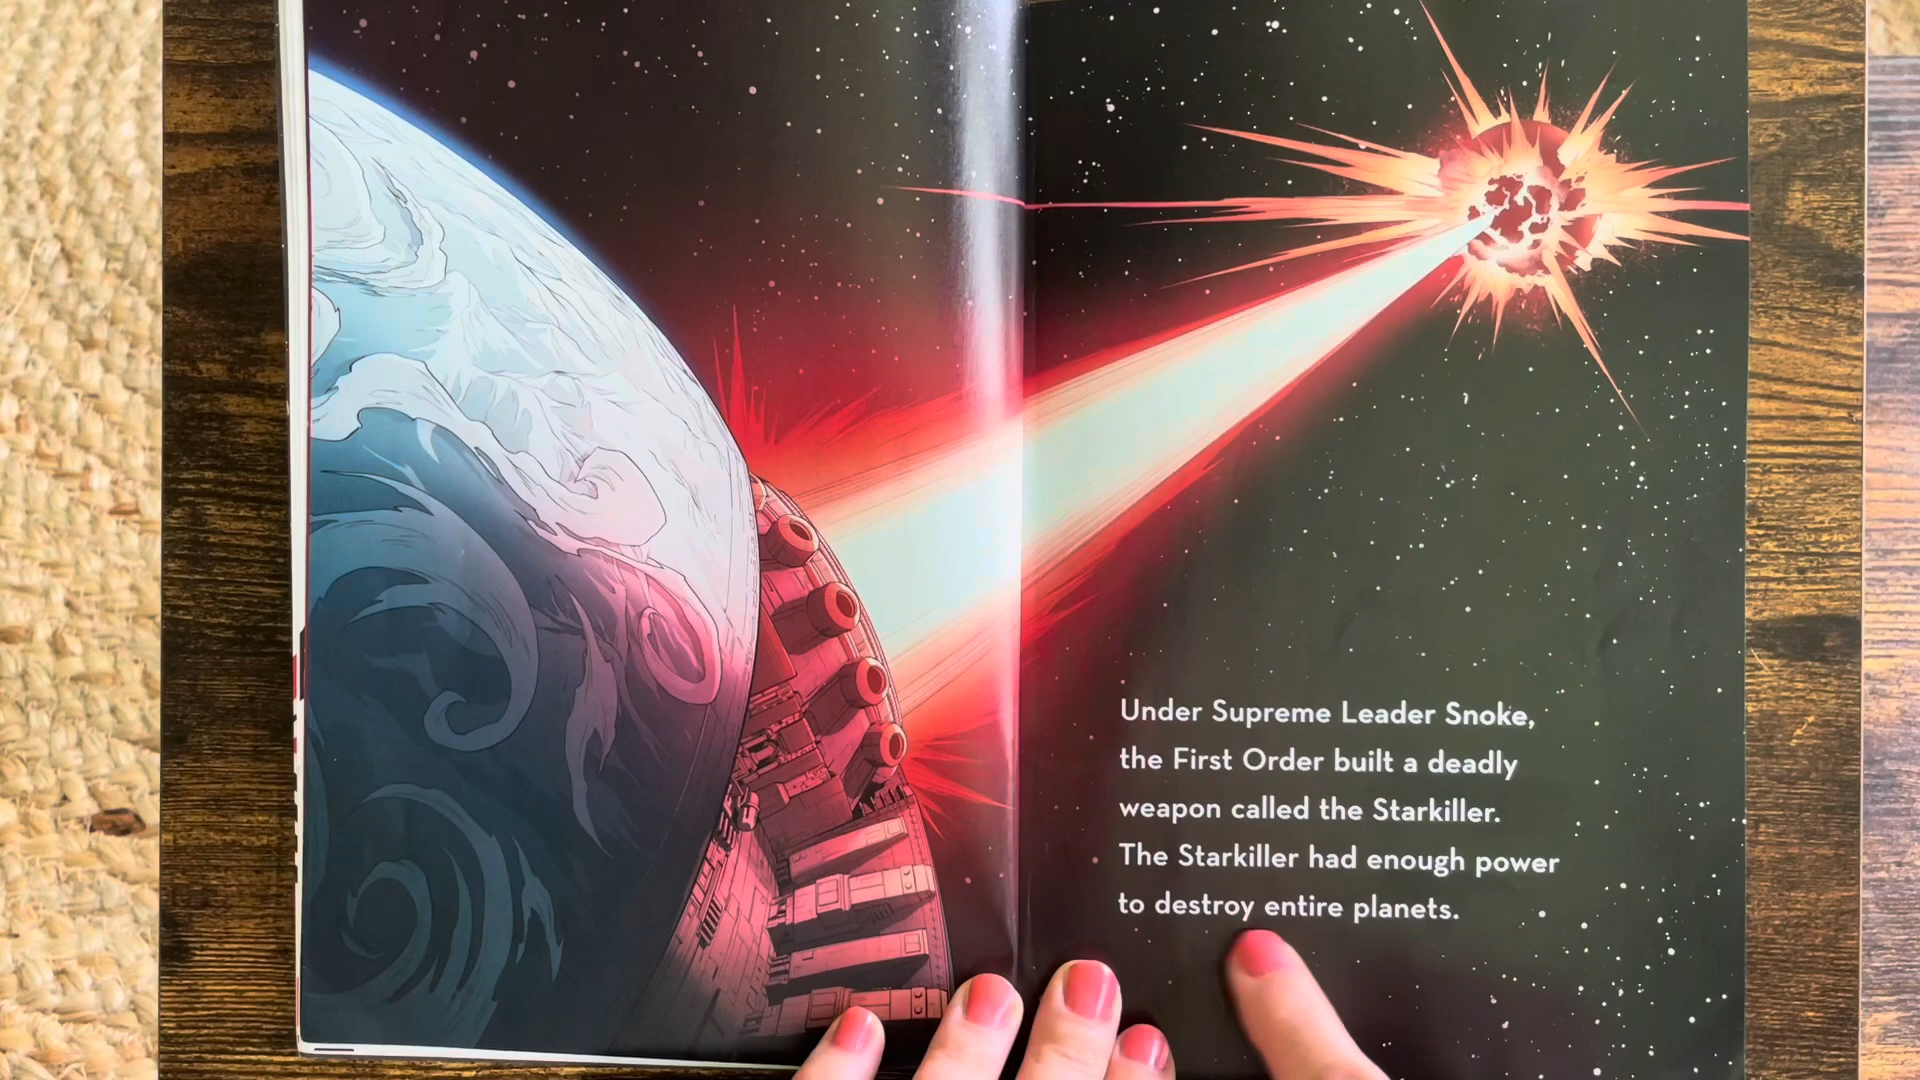 Under Supreme Leader Snoke,
the First Order built a deadly
weapon called the Starkiller.
The Starkiller had enough power
to destroy entire planets.